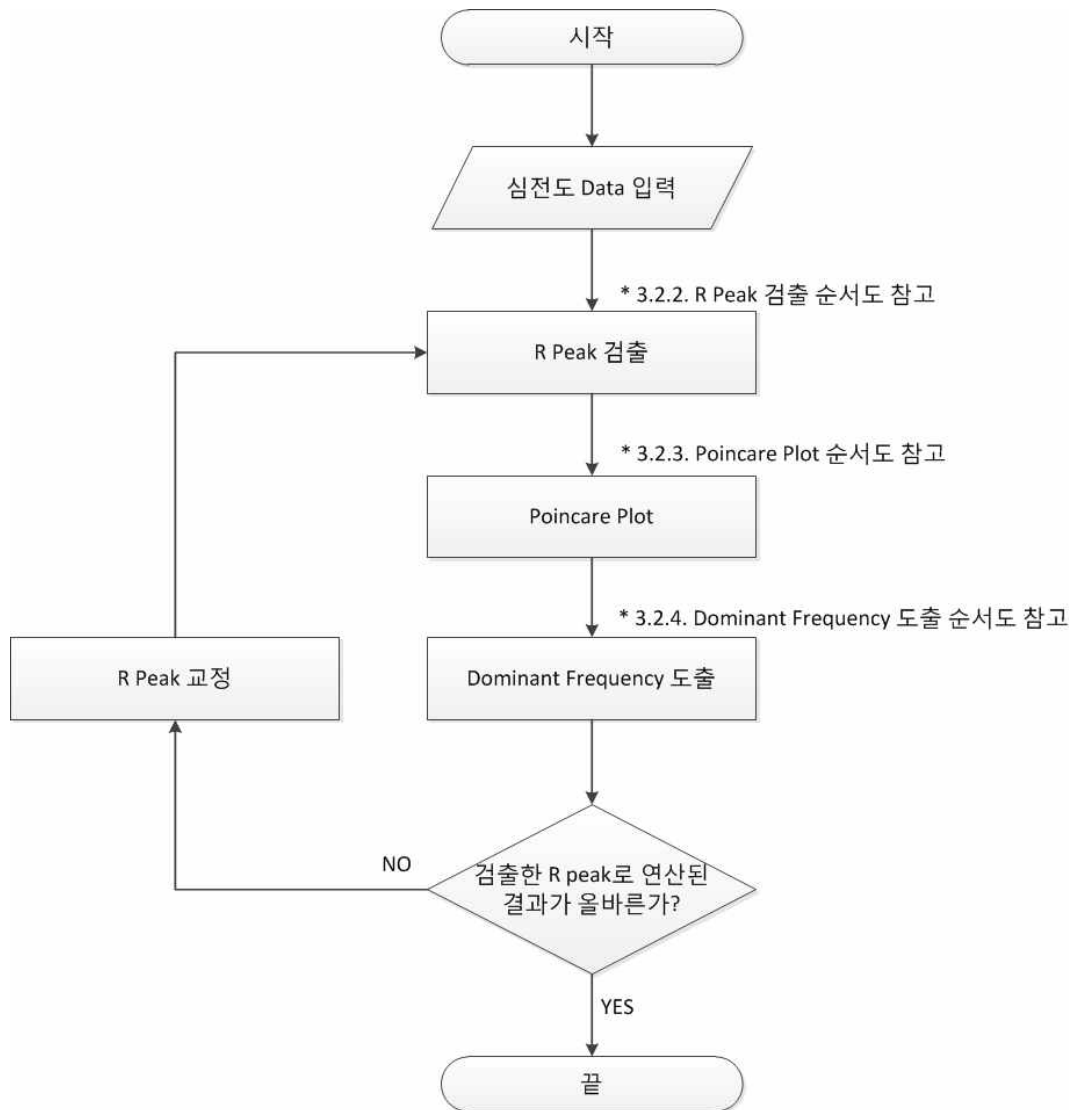 시작
심전도 Data 입력
* 3.2.2. R Peak 검출 순서도 참고
R Peak 검출
* 3.2.3. Poincare Plot 순서도 참고
Poincare Plot
* 3.2.4. Dominant Frequency 도출 순서도 참고
R Peak 교정
Dominant Frequency 도출
NO
검출한 R peak로 연산된
결과가 올바른가?
YES
끝